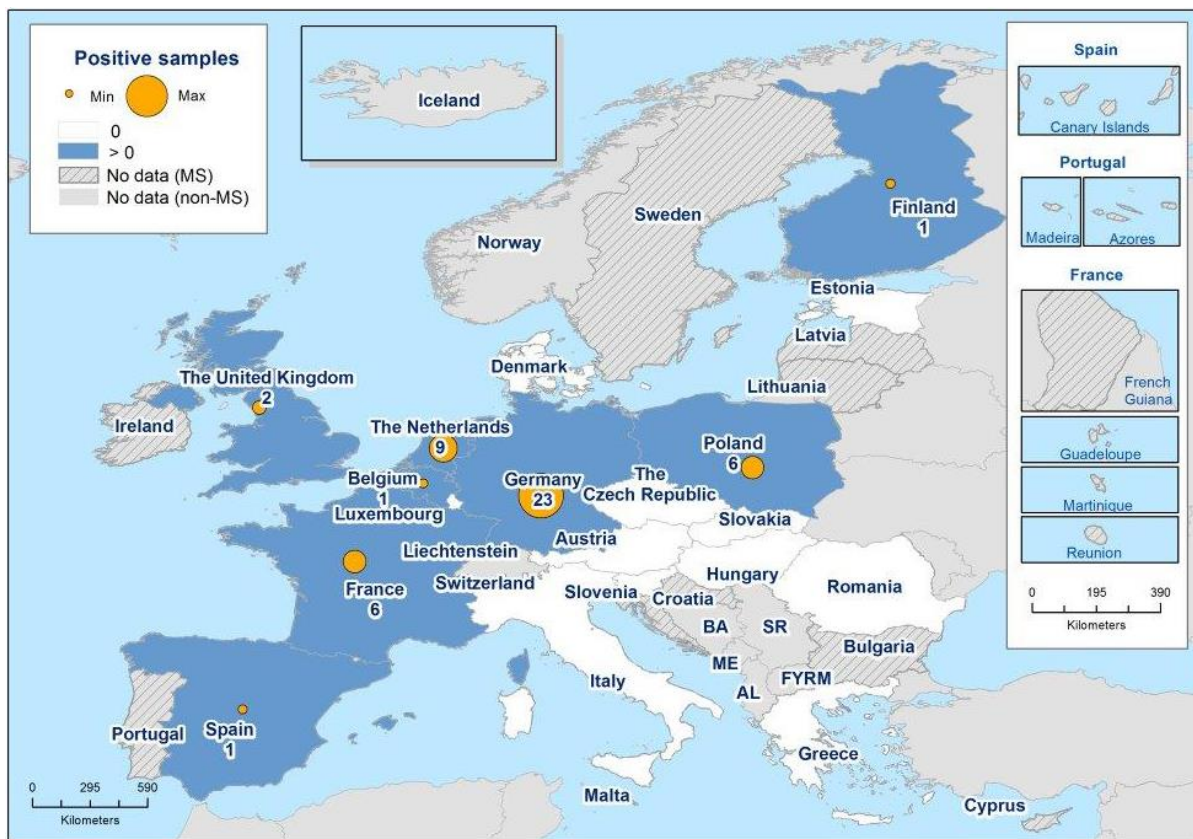 Positive samples
Min
Max
0
> 0
No data (MS)
No data (non-MS)
Iceland
Spain
Canary Islands
Portugal
Madeira
Azores
France
French
Guiana
Guadeloupe
Martinique
Reunion
0 195 390
Kilometers
Finland
1
Sweden
Norway
Estonia
Latvia
Lithuania
Denmark
The United Kingdom
2
Ireland
The Netherlands
9
Belgium
1
Luxembourg
Germany
23
Poland
6
The
Czech Republic
Slovakia
Austria
Liechtenstein
Switzerland
France
6
Hungary
Slovenia
Croatia
Romania
BA
SR
ME
Bulgaria
FYRM
AL
Italy
Greece
Portugal
Spain
1
Malta
Cyprus
0 295 590
Kilometers